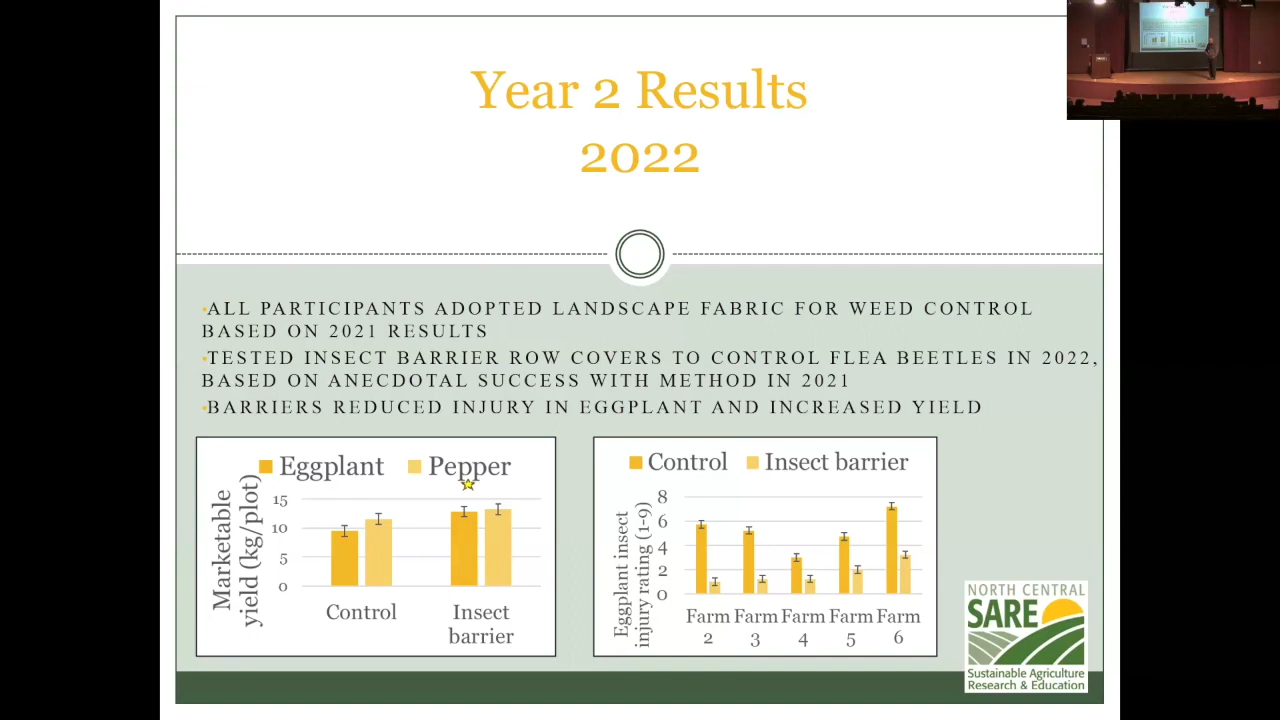 Year 2 Results
2022
•ALL PARTICIPANTS ADOPTED LANDSCAPE FABRIC FOR WEED CONTROL
BASED ON 2021 RESULTS
•TESTED INSECT BARRIER ROW COVERS TO CONTROL FLEA BEETLES IN 2022,
BASED ON ANECDOTAL SUCCESS WITH METHOD IN 2021
•BARRIERS REDUCED INJURY IN EGGPLANT AND INCREASED YIELD
Eggplant Pepper
Marketable
yield (kg/plot)
15
10
5
0
Control
Insect
barrier
Control Insect barrier
Eggplant insect
injury rating (1-9)
8
6
4
2
0
Farm Farm Farm Farm Farm
2 3 4 5 6
NORTH CENTRAL
SARE
Sustainable Agriculture
Research & Education